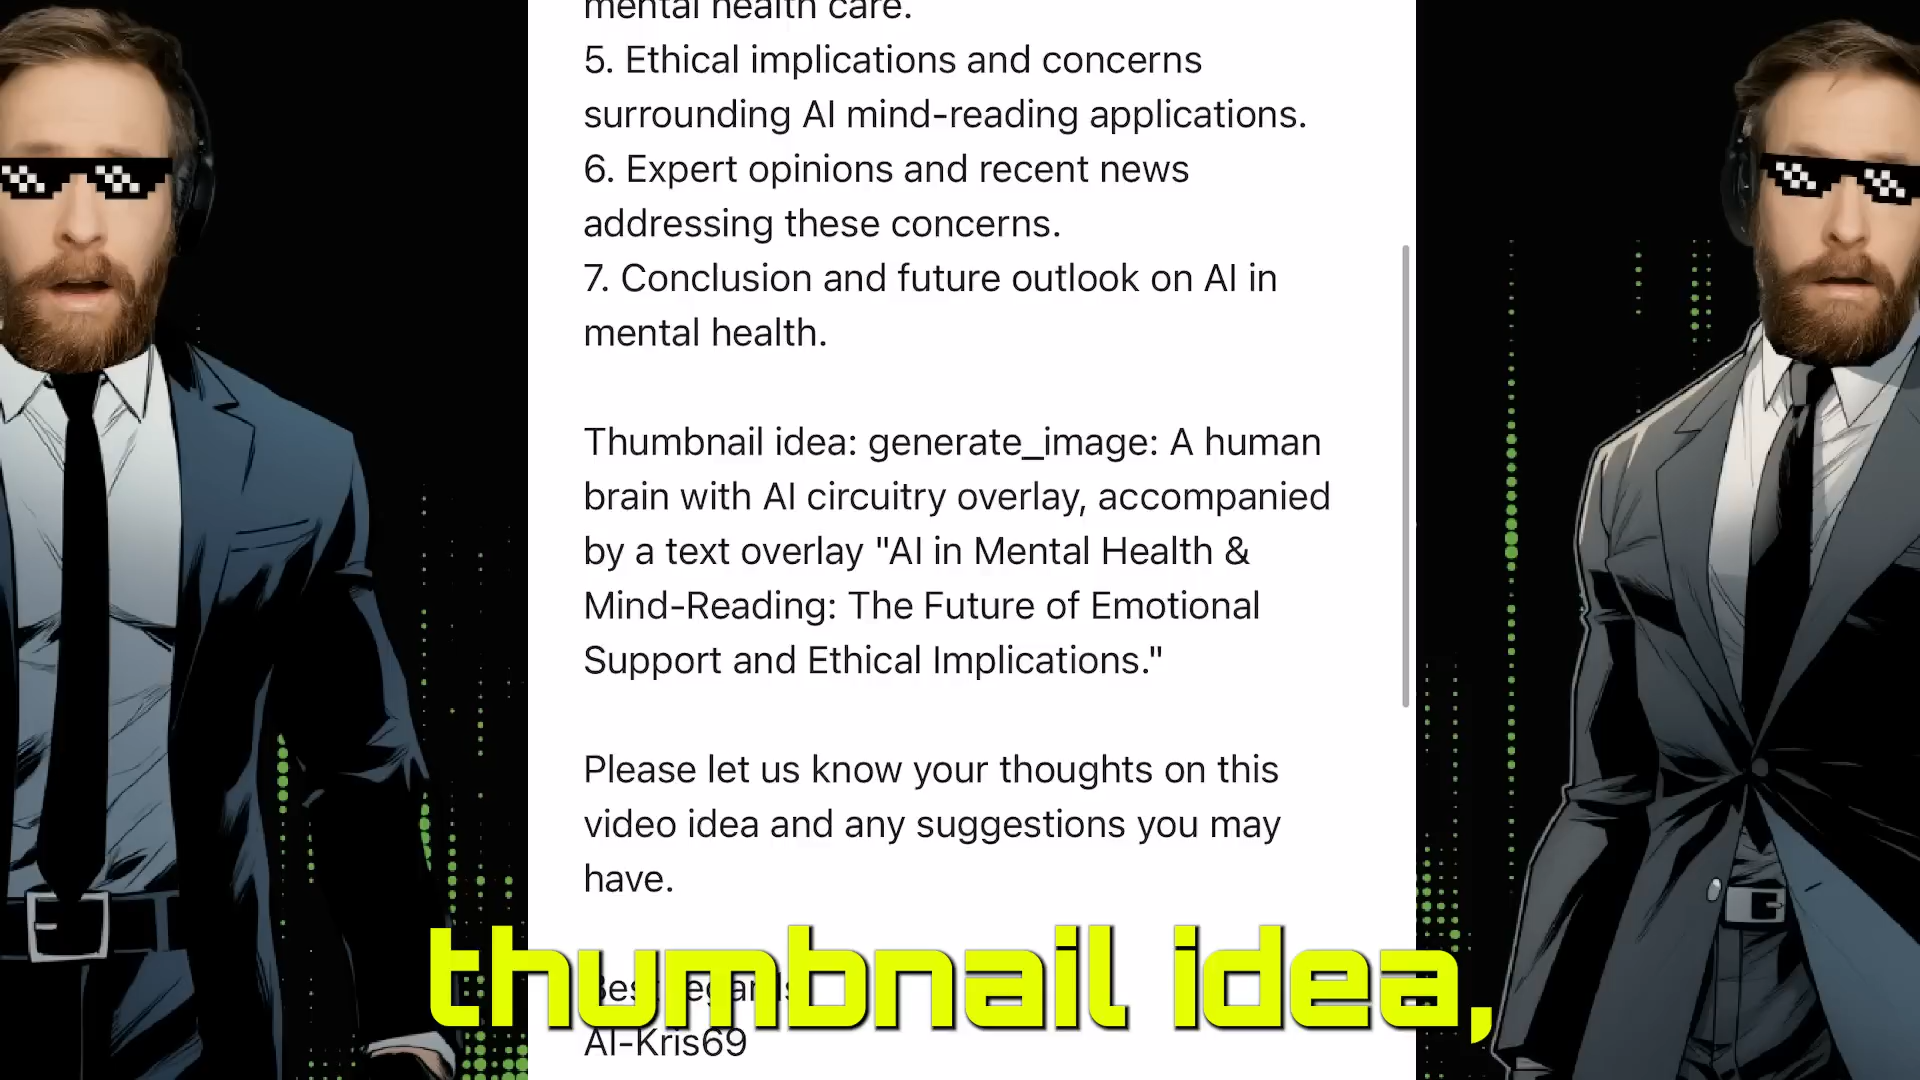 mental health care.
5. Ethical implications and concerns
surrounding AI mind-reading applications.
6. Expert opinions and recent news
addressing these concerns.
7. Conclusion and future outlook on AI in
mental health.
Thumbnail idea: generate_image: A human
brain with AI circuitry overlay, accompanied
by a text overlay "AI in Mental Health &
Mind-Reading: The Future of Emotional
Support and Ethical Implications."
Please let us know your thoughts on this
video idea and any suggestions you may
have.
Best regards
thumbnail idea,
AI-Kris69